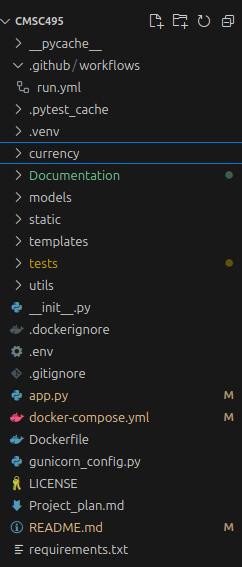 CMSC495
__pycache__
.github/workflows
run.yml
.pytest_cache
.venv
currency
Documentation
models
static
templates
tests
utils
__init__.py
.dockerignore
.env
.gitignore
app.py M
docker-compose.yml M
Dockerfile
gunicorn_config.py
LICENSE
Project_plan.md
README.md M
requirements.txt